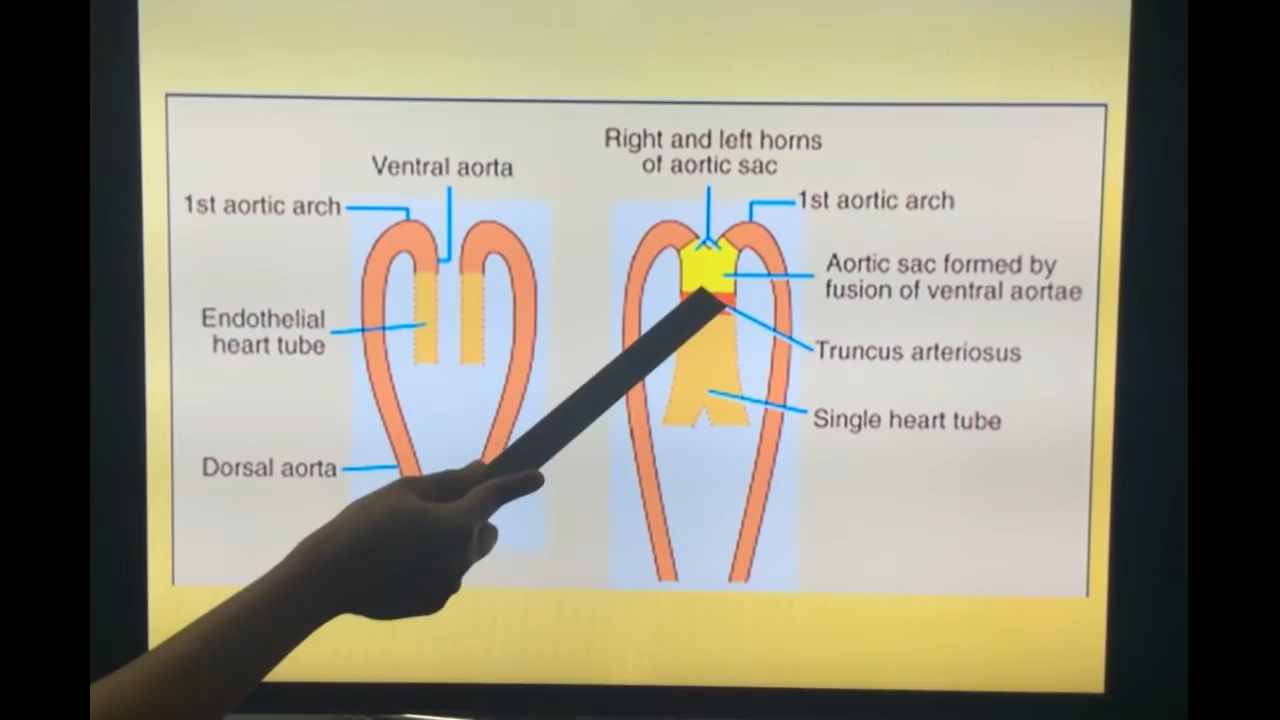 Ventral aorta
1st aortic arch
Endothelial
heart tube
Dorsal aorta
Right and left horns
of aortic sac
1st aortic arch
Aortic sac formed by
fusion of ventral aortae
Truncus arteriosus
Single heart tube